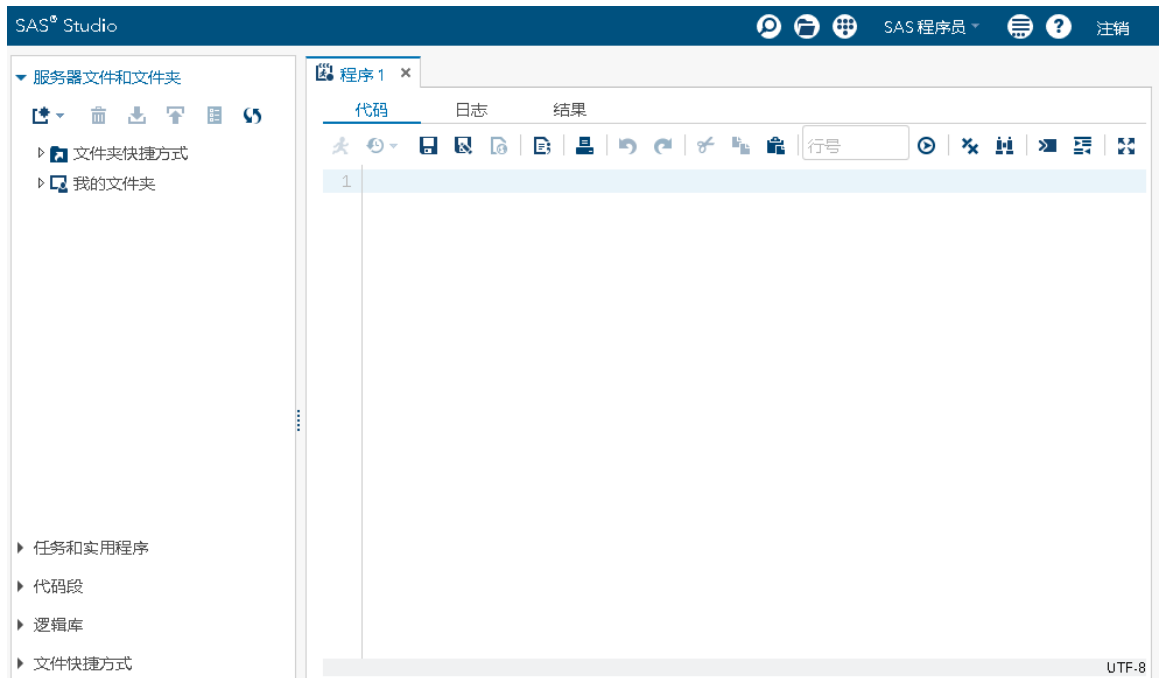 SAS® Studio SAS 程序员 ? 注销
服务器文件和文件夹
文件夹快捷方式
我的文件夹
任务和实用程序
代码段
逻辑库
文件快捷方式
程序 1 ×
代码 日志 结果
行号
1
UTF-8